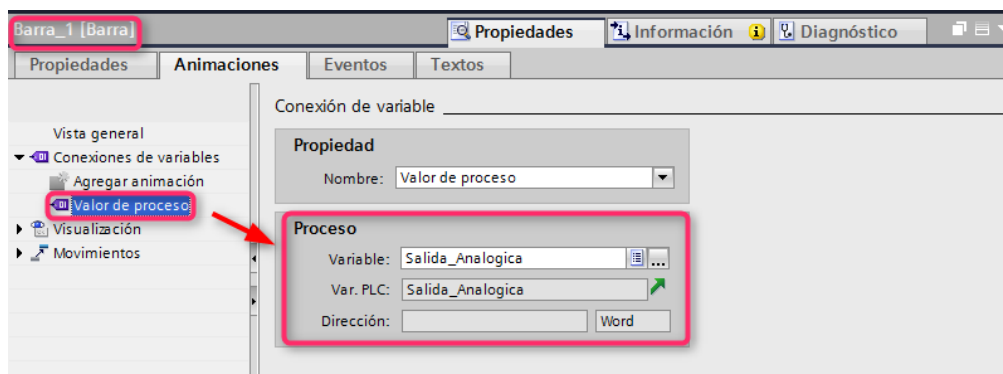 Barra_1 [Barra]
Propiedades
Información
Diagnóstico
Propiedades
Animaciones
Eventos
Textos
Conexión de variable
Vista general
Conexiones de variables
Agregar animación
Valor de proceso
Visualización
Movimientos
Propiedad
Nombre: Valor de proceso
Proceso
Variable: Salida_Analogica ...
Var. PLC: Salida_Analogica
Dirección: Word